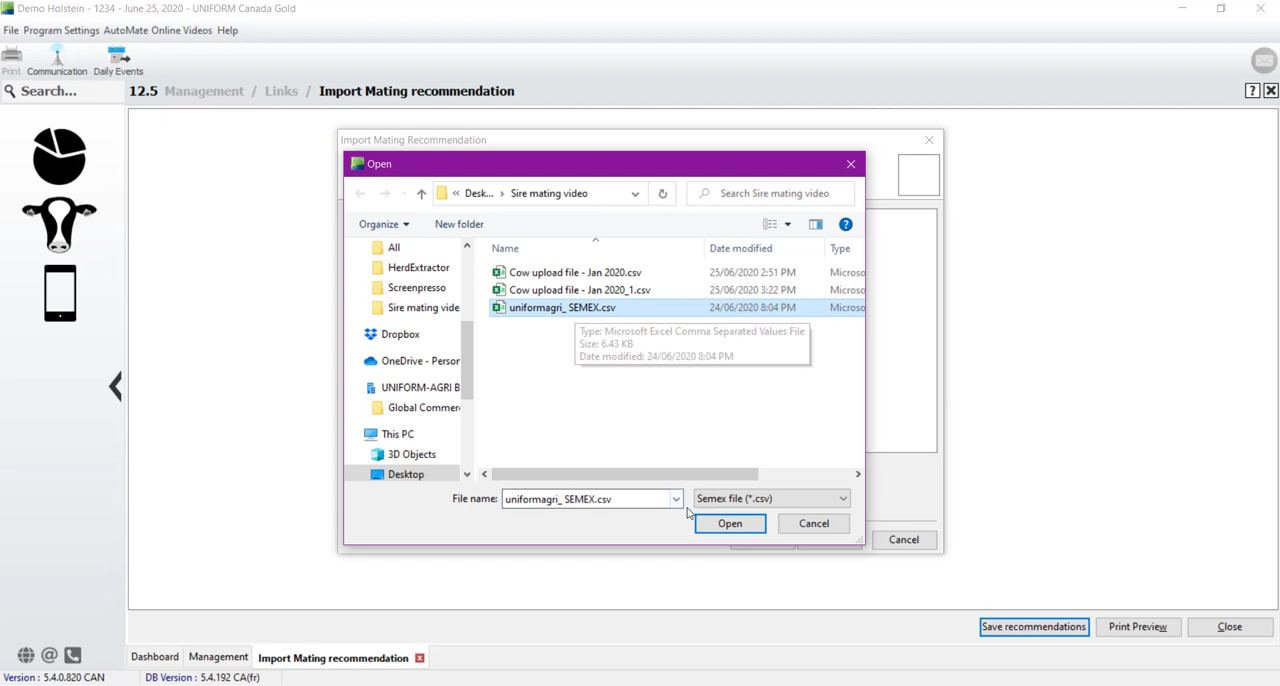 Demo Holstein - 1234 - June 25, 2020 - UNIFORM Canada Gold
File Program Settings AutoMate Online Videos Help
Print Communication Daily Events
Search...
12.5 Management / Links / Import Mating recommendation
Import Mating Recommendation
Open
« Desk... › Sire mating video
Search Sire mating video
Organize
New folder
All
HerdExtractor
Screenpresso
Sire mating vide
Dropbox
OneDrive - Person
UNIFORM-AGRI B
Global Commer
This PC
3D Objects
Desktop
Name Date modified Type
Cow upload file - Jan 2020.csv 25/06/2020 2:51 PM Microso
Cow upload file - Jan 2020_1.csv 25/06/2020 3:22 PM Microso
uniformagri_ SEMEX.csv 24/06/2020 8:04 PM Microso
Type: Microsoft Excel Comma Separated Values File
Size: 6.43 KB
Date modified: 24/06/2020 8:04 PM
File name: uniformagri_ SEMEX.csv Semex file (*.csv)
Open Cancel
Cancel
Save recommendations Print Preview Close
Dashboard Management Import Mating recommendation
Version : 5.4.0.820 CAN DB Version : 5.4.192 CA(fr)